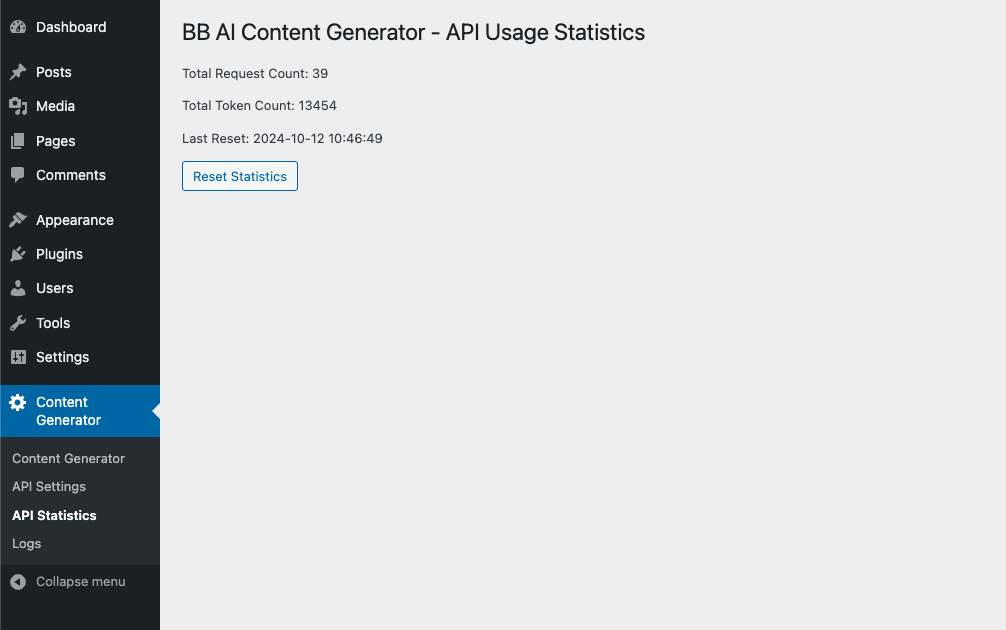 Dashboard
Posts
Media
Pages
Comments
Appearance
Plugins
Users
Tools
Settings
Content
Generator
Content Generator
API Settings
API Statistics
Logs
Collapse menu
BB AI Content Generator - API Usage Statistics
Total Request Count: 39
Total Token Count: 13454
Last Reset: 2024-10-12 10:46:49
Reset Statistics